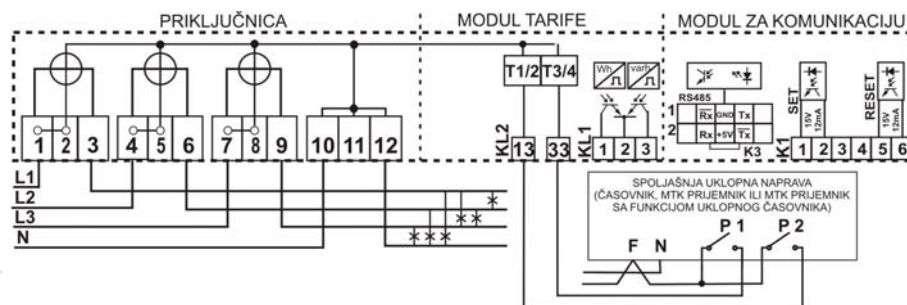 PRIKLJUČNICA
MODUL TARIFE
MODUL ZA KOMUNIKACIJU
T1/2 T3/4
Wh varh
RS485
1 Rx GND Tx
2 Rx +5V Tx
K3
SET
15V
12mA
RESET
15V
12mA
1 2 3 4 5 6 7 8 9 10 11 12
KL2 13 33
KL1 1 2 3
K1 1 2 3 4 5 6
L1
L2
L3
N
SPOLJAŠNJA UKLOPNA NAPRAVA
(ČASOVNIK, MTK PRIJEMNIK ILI MTK PRIJEMNIK
SA FUNKCIJOM UKLOPNOG ČASOVNIKA)
F N P 1 P 2